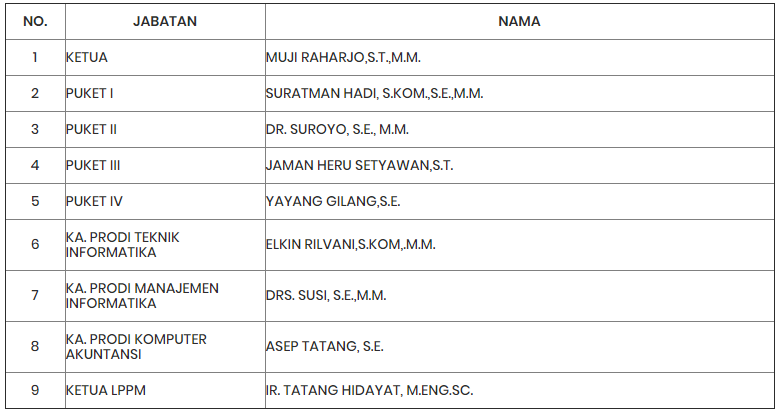 NO. JABATAN NAMA
1 KETUA MUJI RAHARJO,S.T.,M.M.
2 PUKET I SURATMAN HADI, S.KOM.,S.E.,M.M.
3 PUKET II DR. SUROYO, S.E., M.M.
4 PUKET III JAMAN HERU SETYAWAN,S.T.
5 PUKET IV YAYANG GILANG,S.E.
6 KA. PRODI TEKNIK
INFORMATIKA ELKIN RILVANI,S.KOM,.M.M.
7 KA. PRODI MANAJEMEN
INFORMATIKA DRS. SUSI, S.E.,M.M.
8 KA. PRODI KOMPUTER
AKUNTANSI ASEP TATANG, S.E.
9 KETUA LPPM IR. TATANG HIDAYAT, M.ENG.SC.